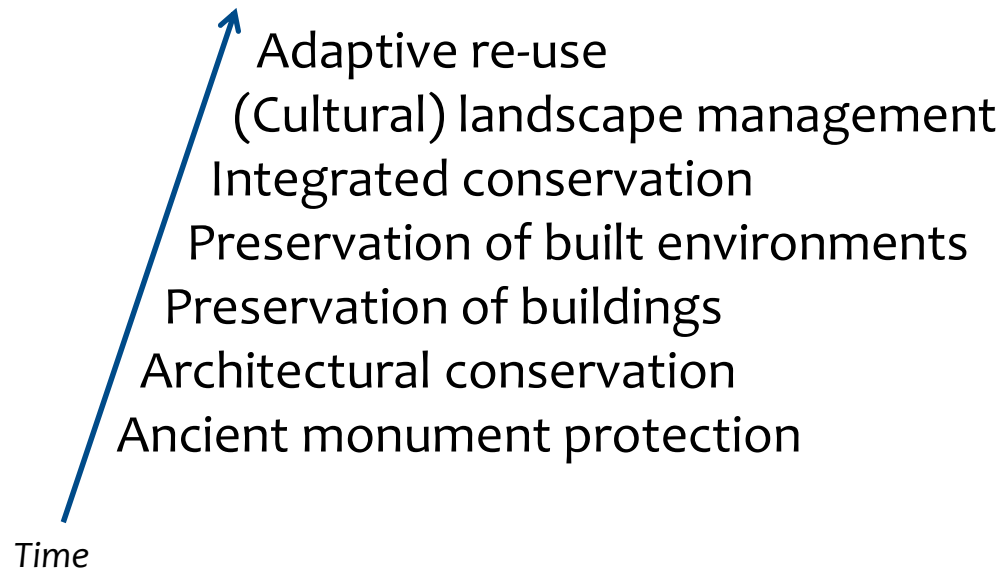 Adaptive re-use
(Cultural) landscape management
Integrated conservation
Preservation of built environments
Preservation of buildings
Architectural conservation
Ancient monument protection
Time